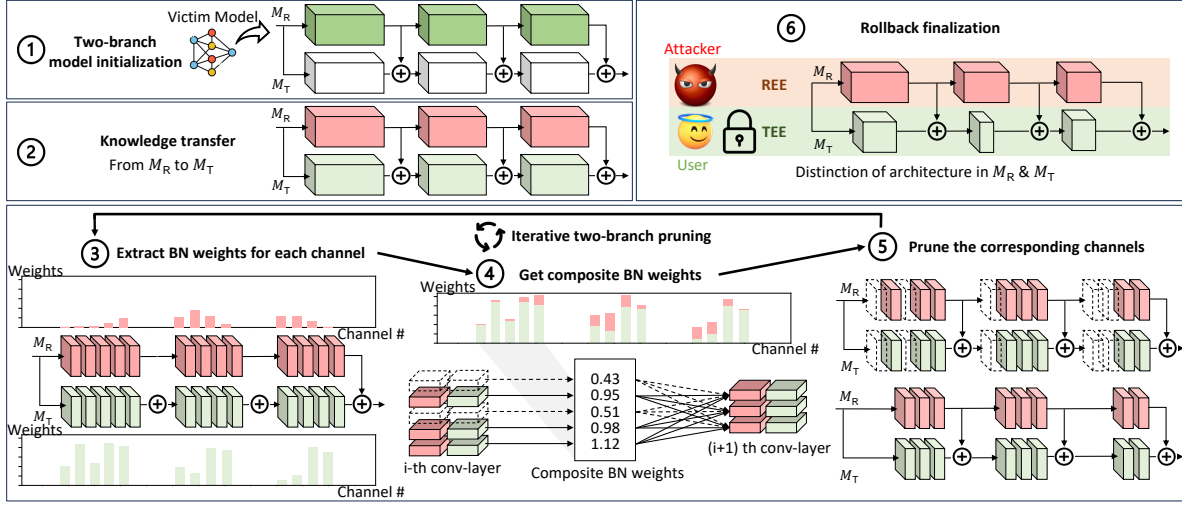 1
Two-branch
model initialization
Victim Model
M_R
M_T
2
Knowledge transfer
From M_R to M_T
M_R
M_T
6
Rollback finalization
Attacker
REE
M_R
TEE
M_T
User
Distinction of architecture in M_R & M_T
Iterative two-branch pruning
3
Extract BN weights for each channel
Weights
Channel #
M_R
M_T
Weights
Channel #
4
Get composite BN weights
Weights
Channel #
0.43
0.95
0.51
0.98
1.12
i-th conv-layer
Composite BN weights
(i+1) th conv-layer
5
Prune the corresponding channels
M_R
M_T
M_R
M_T